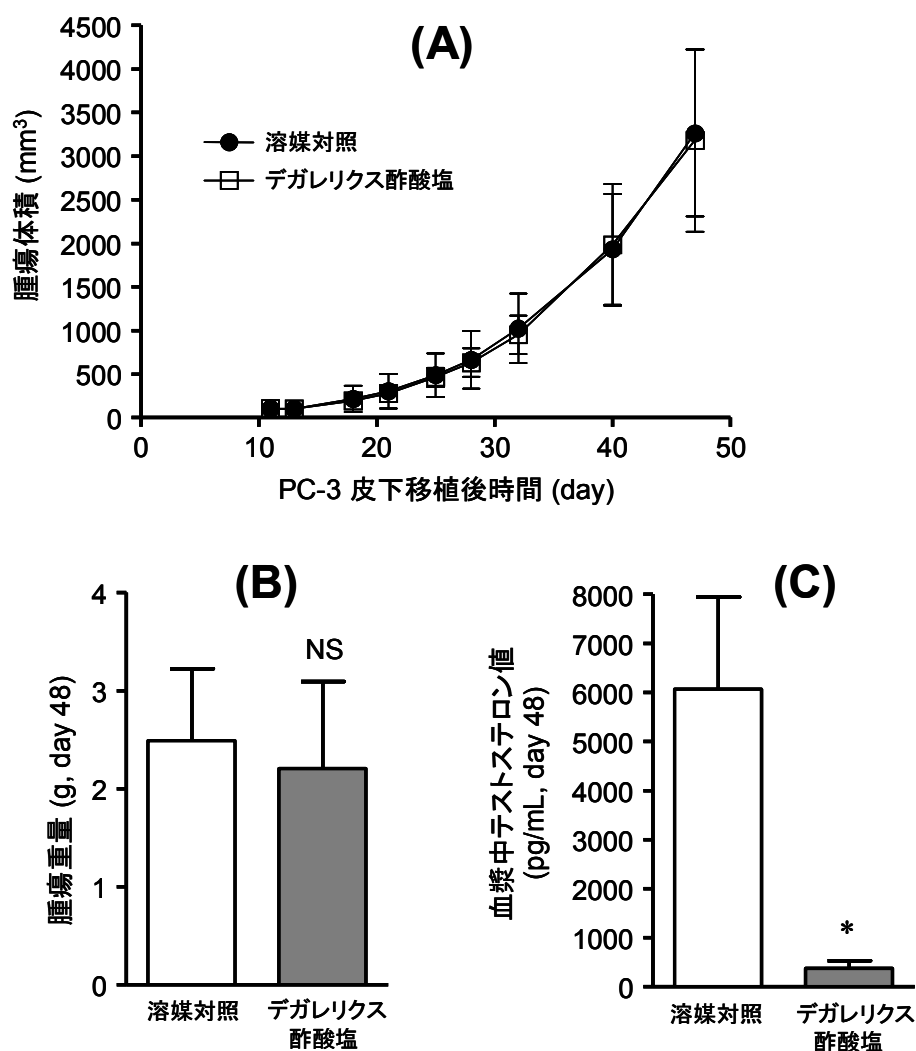 (A)
4500
4000
3500
3000
2500
2000
1500
1000
500
0
腫瘍体積 (mm³)
溶媒対照
デガレリクス酢酸塩
0 10 20 30 40 50
PC-3 皮下移植後時間 (day)
(B)
4
3
2
1
0
腫瘍重量 (g, day 48)
NS
溶媒対照
デガレリクス
酢酸塩
(C)
8000
7000
6000
5000
4000
3000
2000
1000
0
血漿中テストステロン値
(pg/mL, day 48)
*
溶媒対照
デガレリクス
酢酸塩